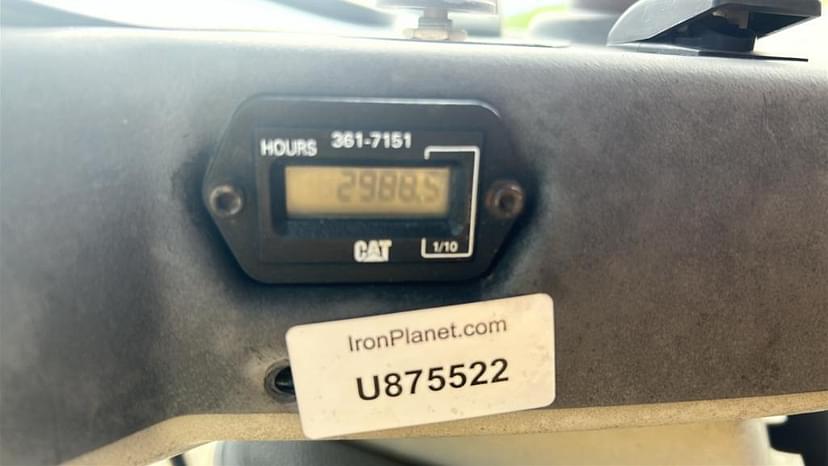 HOURS 361-7151
2988.5
CAT 1/10
IronPlanet.com
U875522